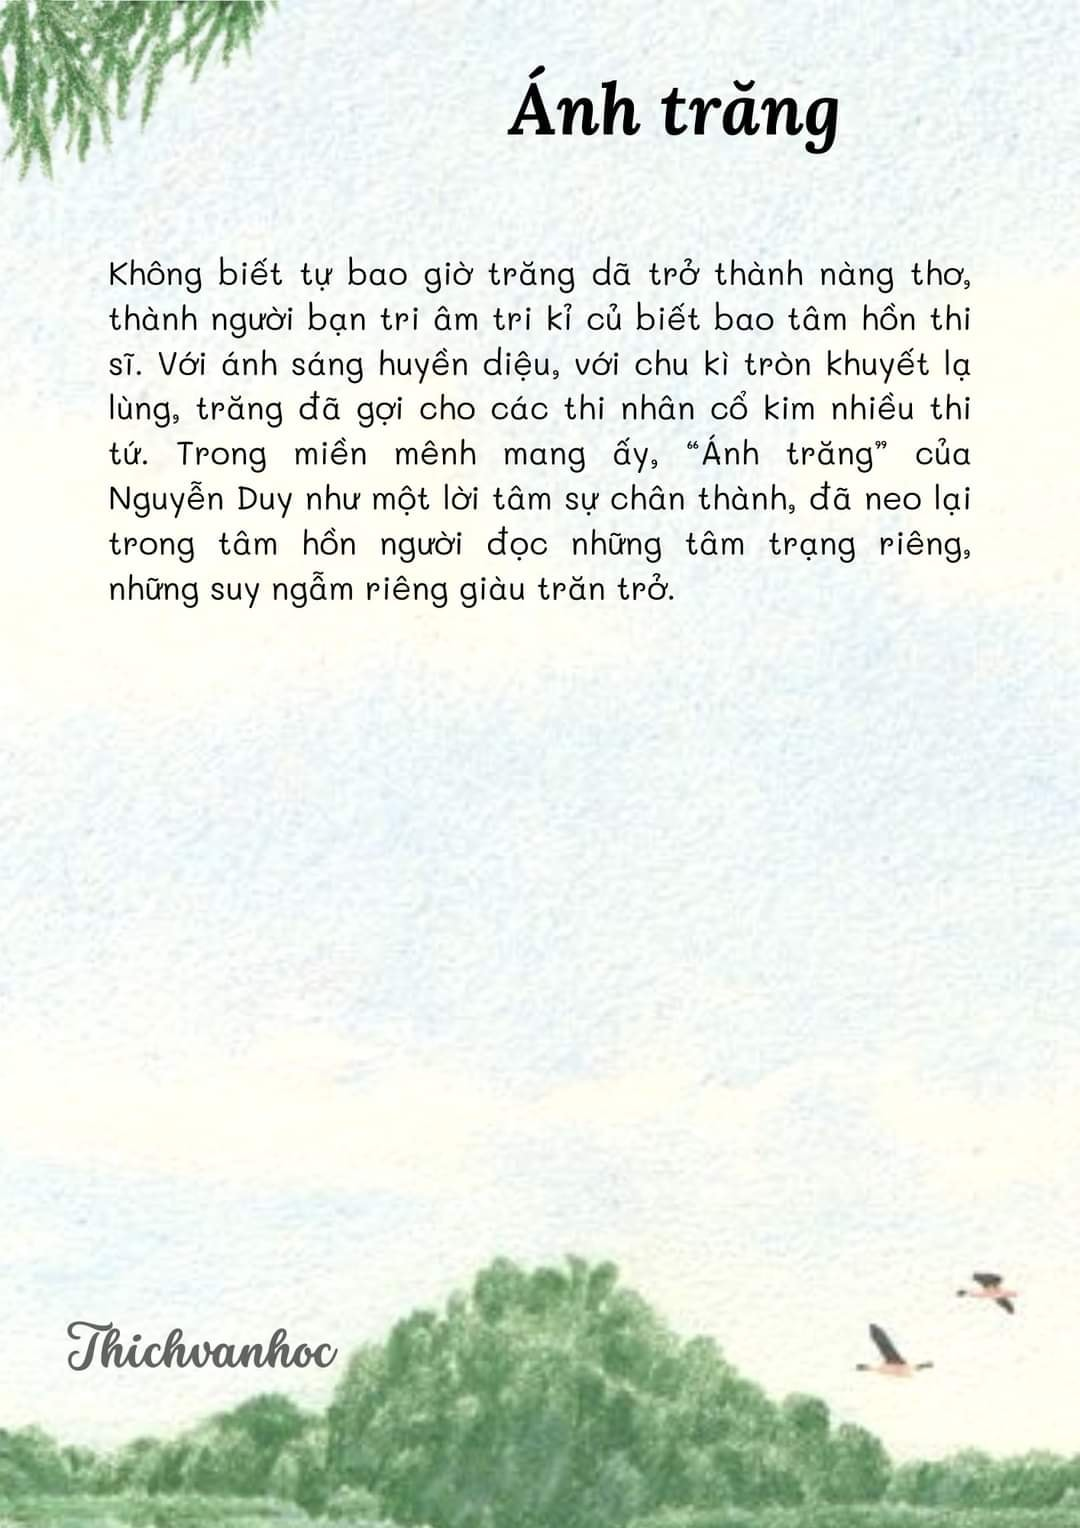 Ánh trăng
Không biết tự bao giờ trăng dã trở thành nàng thơ,
thành người bạn tri âm tri kỉ củ biết bao tâm hồn thi
sĩ. Với ánh sáng huyền diệu, với chu kì tròn khuyết lạ
lùng, trăng đã gợi cho các thi nhân cổ kim nhiều thi
tứ. Trong miền mênh mang ấy, “Ánh trăng” của
Nguyễn Duy như một lời tâm sự chân thành, đã neo lại
trong tâm hồn người đọc những tâm trạng riêng,
những suy ngẫm riêng giàu trăn trở.
Thichvanhoc